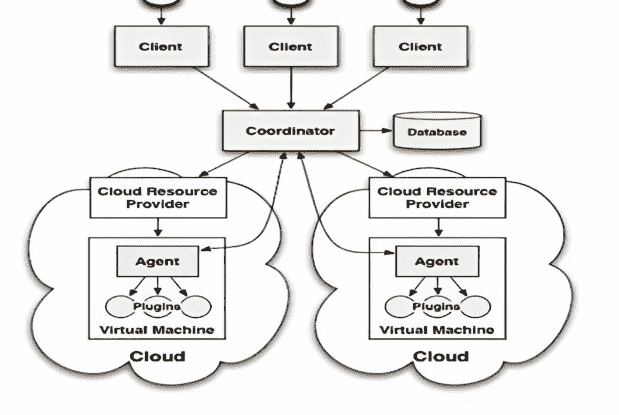 Client
Client
Client
Coordinator
Database
Cloud Resource
Provider
Cloud Resource
Provider
Agent
Agent
Plugins
Plugins
Virtual Machine
Virtual Machine
Cloud
Cloud